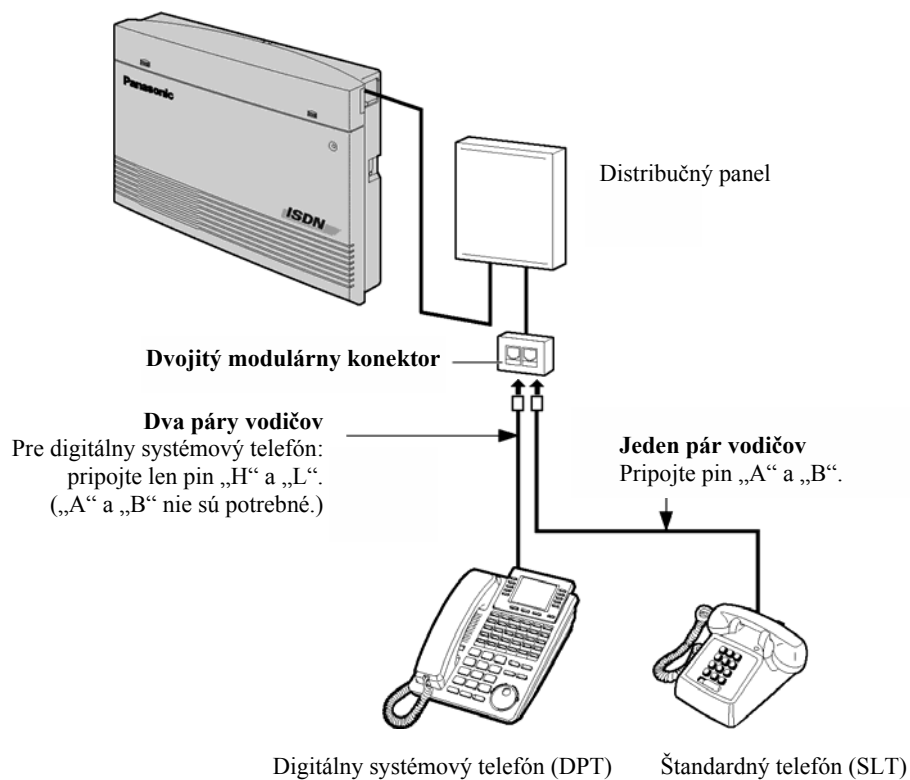 Panasonic
ISDN
Distribučný panel
Dvojitý modulárny konektor
Dva páry vodičov
Pre digitálny systémový telefón:
pripojte len pin „H“ a „L“.
(„A“ a „B“ nie sú potrebné.)
Jeden pár vodičov
Pripojte pin „A“ a „B“.
Digitálny systémový telefón (DPT)
Štandardný telefón (SLT)